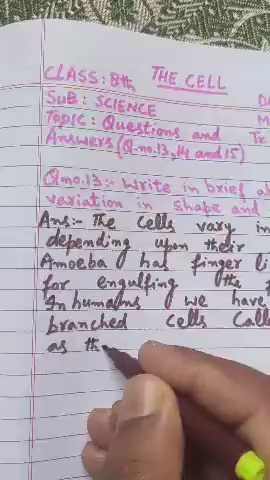 CLASS: 8th THE CELL
SUB: SCIENCE
TOPIC: Questions and
Answers (Q.no. 13, 14 and 15)
Q.no.13:- Write in brief
variation in shape and
Ans:- The cells vary in
depending upon their
Amoeba has finger
for engulfing the
In humans we have
branched cells
as